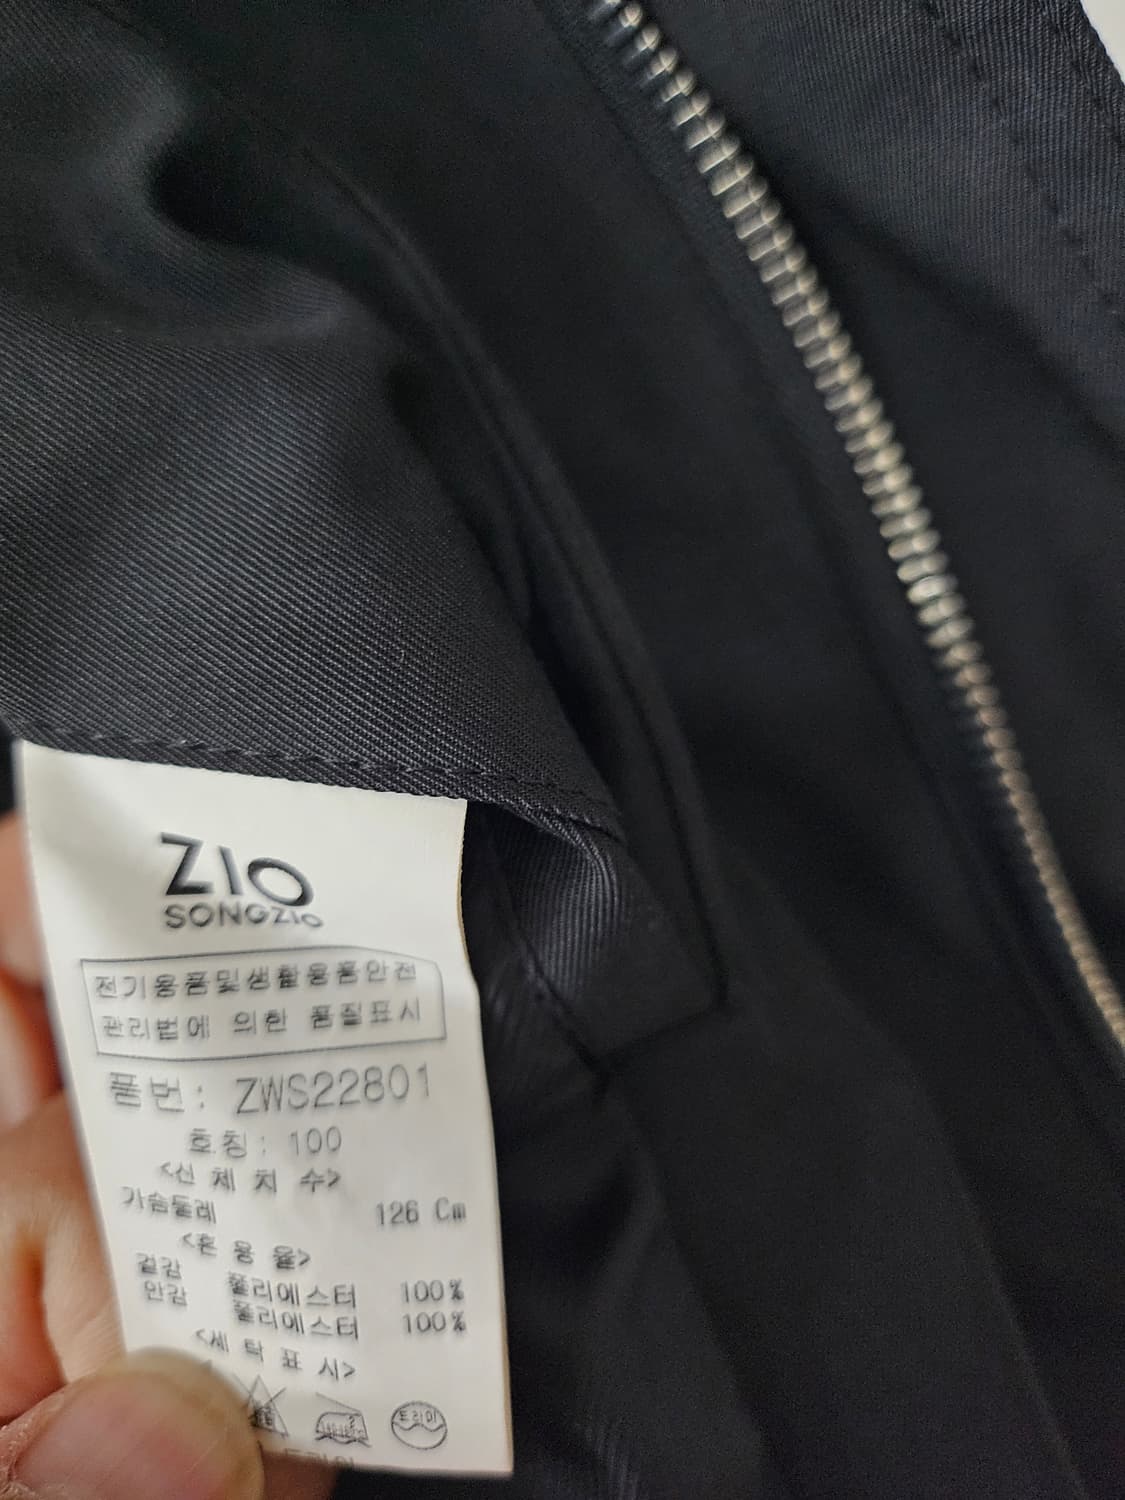 ZIO
SONGZIO
전기용품및생활용품안전
관리법에 의한 품질표시
품번: ZWS22801
호칭: 100
<신 체 치 수>
가슴둘레 126 Cm
<혼 용 율>
겉감 폴리에스터 100%
안감 폴리에스터 100%
<세 탁 표 시>
드라이